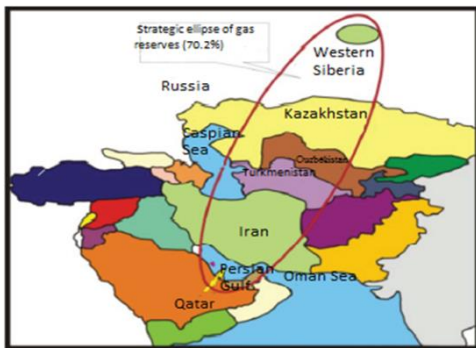 Strategic ellipse of gas
reserves (70.2%)
Western
Siberia
Russia
Kazakhstan
Caspian
Sea
Ouzbekistan
Turkmenistan
Iran
Persian
Gulf
Oman Sea
Qatar